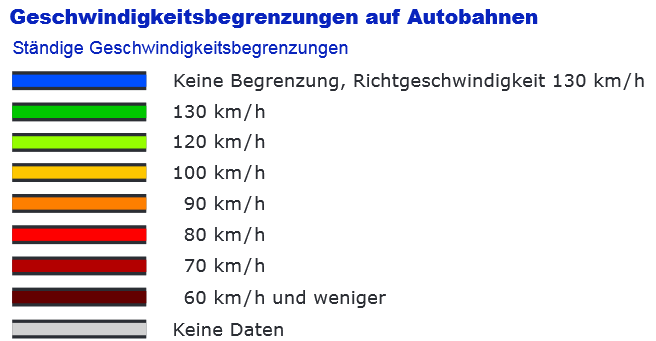 Geschwindigkeitsbegrenzungen auf Autobahnen
Ständige Geschwindigkeitsbegrenzungen
Keine Begrenzung, Richtgeschwindigkeit 130 km/h
130 km/h
120 km/h
100 km/h
90 km/h
80 km/h
70 km/h
60 km/h und weniger
Keine Daten